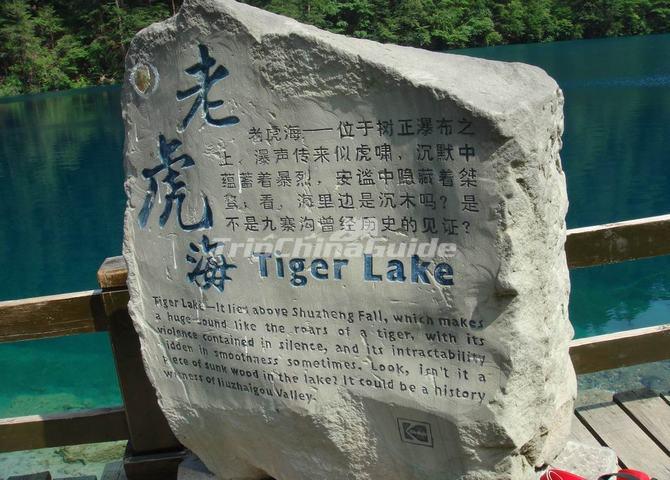 老虎海
老虎海——位于树正瀑布之
上，瀑声传来似虎啸，沉默中
蕴蓄着暴烈，安谧中隐藏着桀
骜；看，海里边是沉木吗？是
不是九寨沟曾经历史的见证？
TripChinaGuide
Tiger Lake
Tiger Lake—It lies above Shuzheng Fall, which makes
a huge sound like the roars of a tiger, with its
violence contained in silence, and its intractability
hidden in smoothness sometimes. Look, isn't it a
piece of sunk wood in the lake? It could be a history
witness of Jiuzhaigou Valley.
Kodak